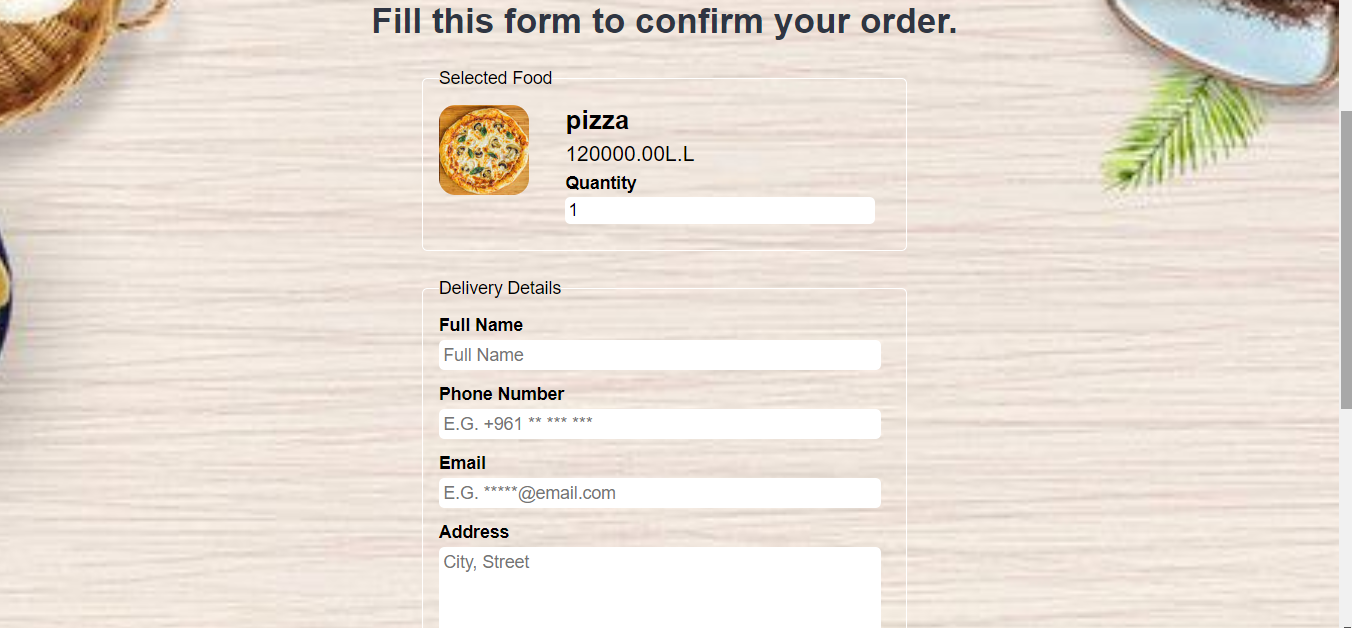 Fill this form to confirm your order.
Selected Food
pizza
120000.00L.L
Quantity
1
Delivery Details
Full Name
Full Name
Phone Number
E.G. +961 ** *** ***
Email
E.G. *****@email.com
Address
City, Street